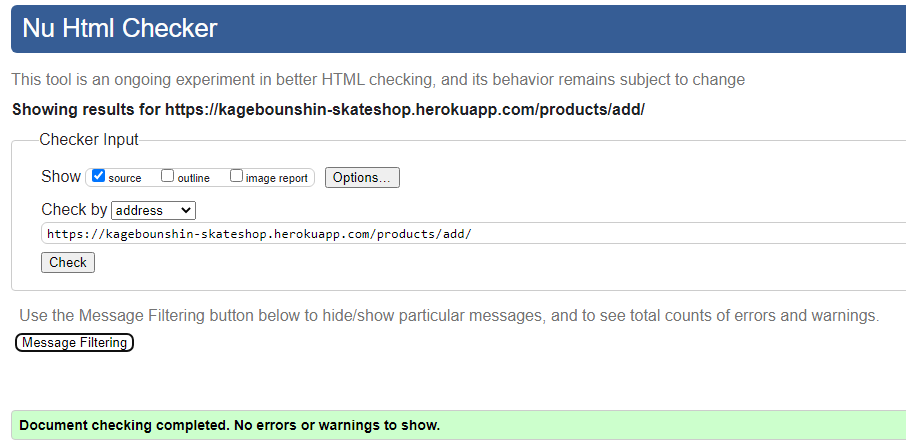 Nu Html Checker
This tool is an ongoing experiment in better HTML checking, and its behavior remains subject to change
Showing results for https://kagebounshin-skateshop.herokuapp.com/products/add/
Checker Input
Show source outline image report Options...
Check by address
https://kagebounshin-skateshop.herokuapp.com/products/add/
Check
Use the Message Filtering button below to hide/show particular messages, and to see total counts of errors and warnings.
Message Filtering
Document checking completed. No errors or warnings to show.